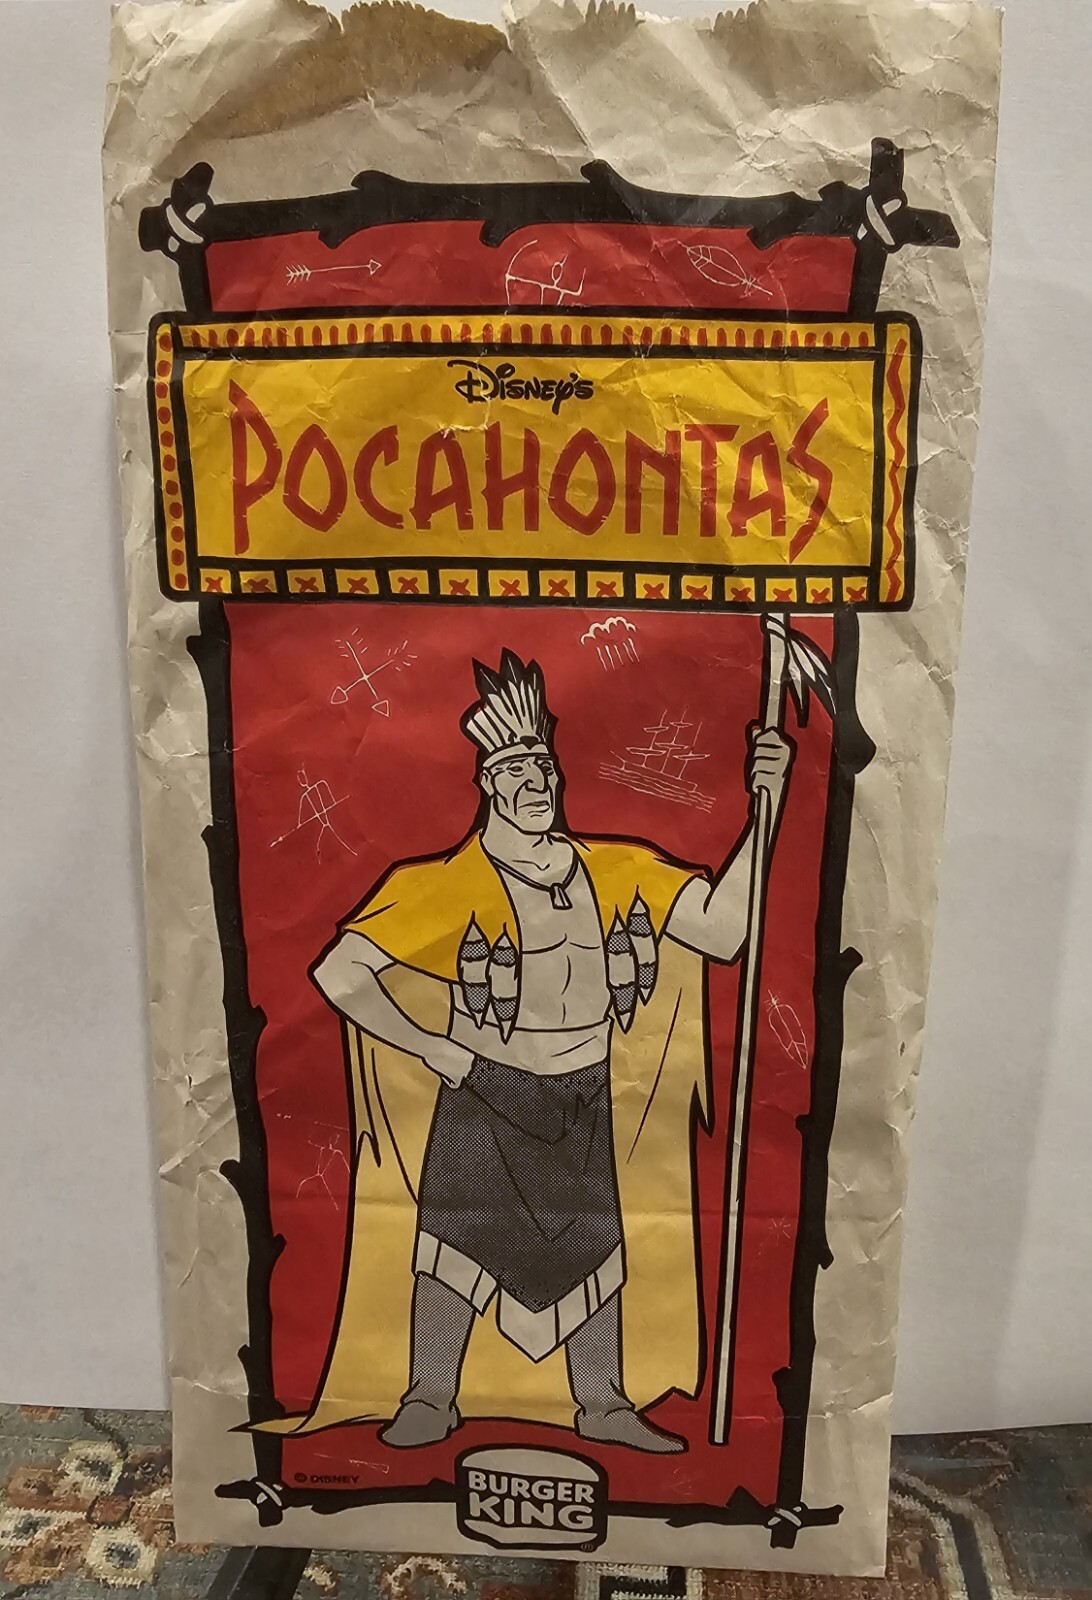 Disney's
POCAHONTAS
© DISNEY
BURGER
KING